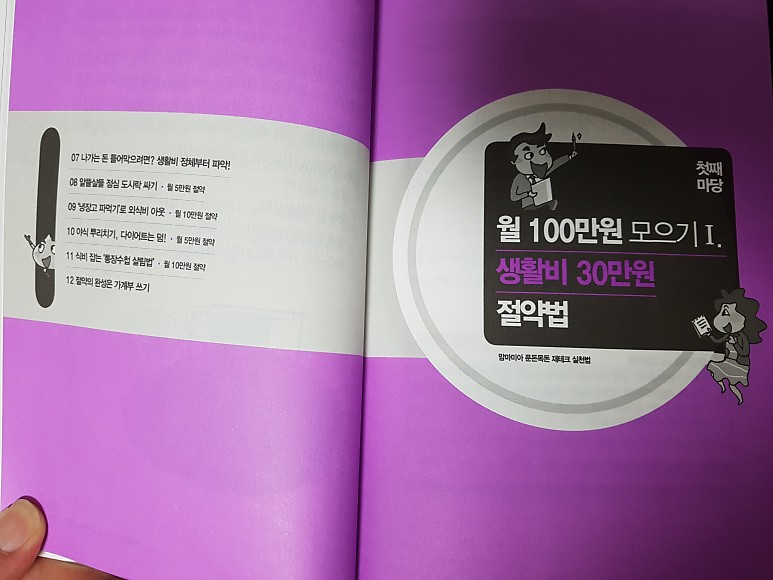 07 나가는 돈 틀어막으려면? 생활비 정체부터 파악!
08 알뜰살뜰 점심 도시락 싸기 · 월 5만원 절약
09 '냉장고 파먹기'로 외식비 아웃 · 월 10만원 절약
10 야식 뿌리치기, 다이어트는 덤! · 월 5만원 절약
11 식비 잡는 '통장수첩 살림법' · 월 10만원 절약
12 절약의 완성은 가계부 쓰기
첫째
마당
월 100만원 모으기 I.
생활비 30만원
절약법
맘마미아 푼돈목돈 재테크 실천법